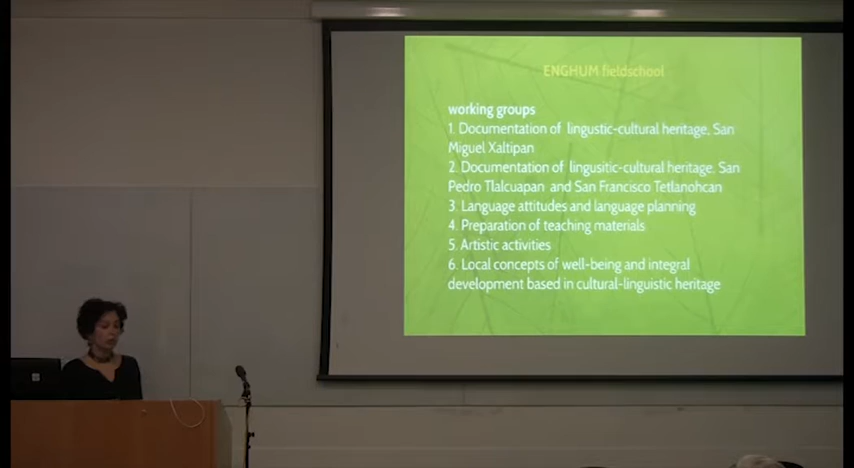 ENGHUM fieldschool
working groups
1. Documentation of lingustic-cultural heritage, San
Miguel Xaltipan
2. Documentation of lingusitic-cultural heritage. San
Pedro Tlalcuapan and San Francisco Tetlanohcan
3. Language attitudes and language planning
4. Preparation of teaching materials
5. Artistic activities
6. Local concepts of well-being and integral
development based in cultural-linguistic heritage